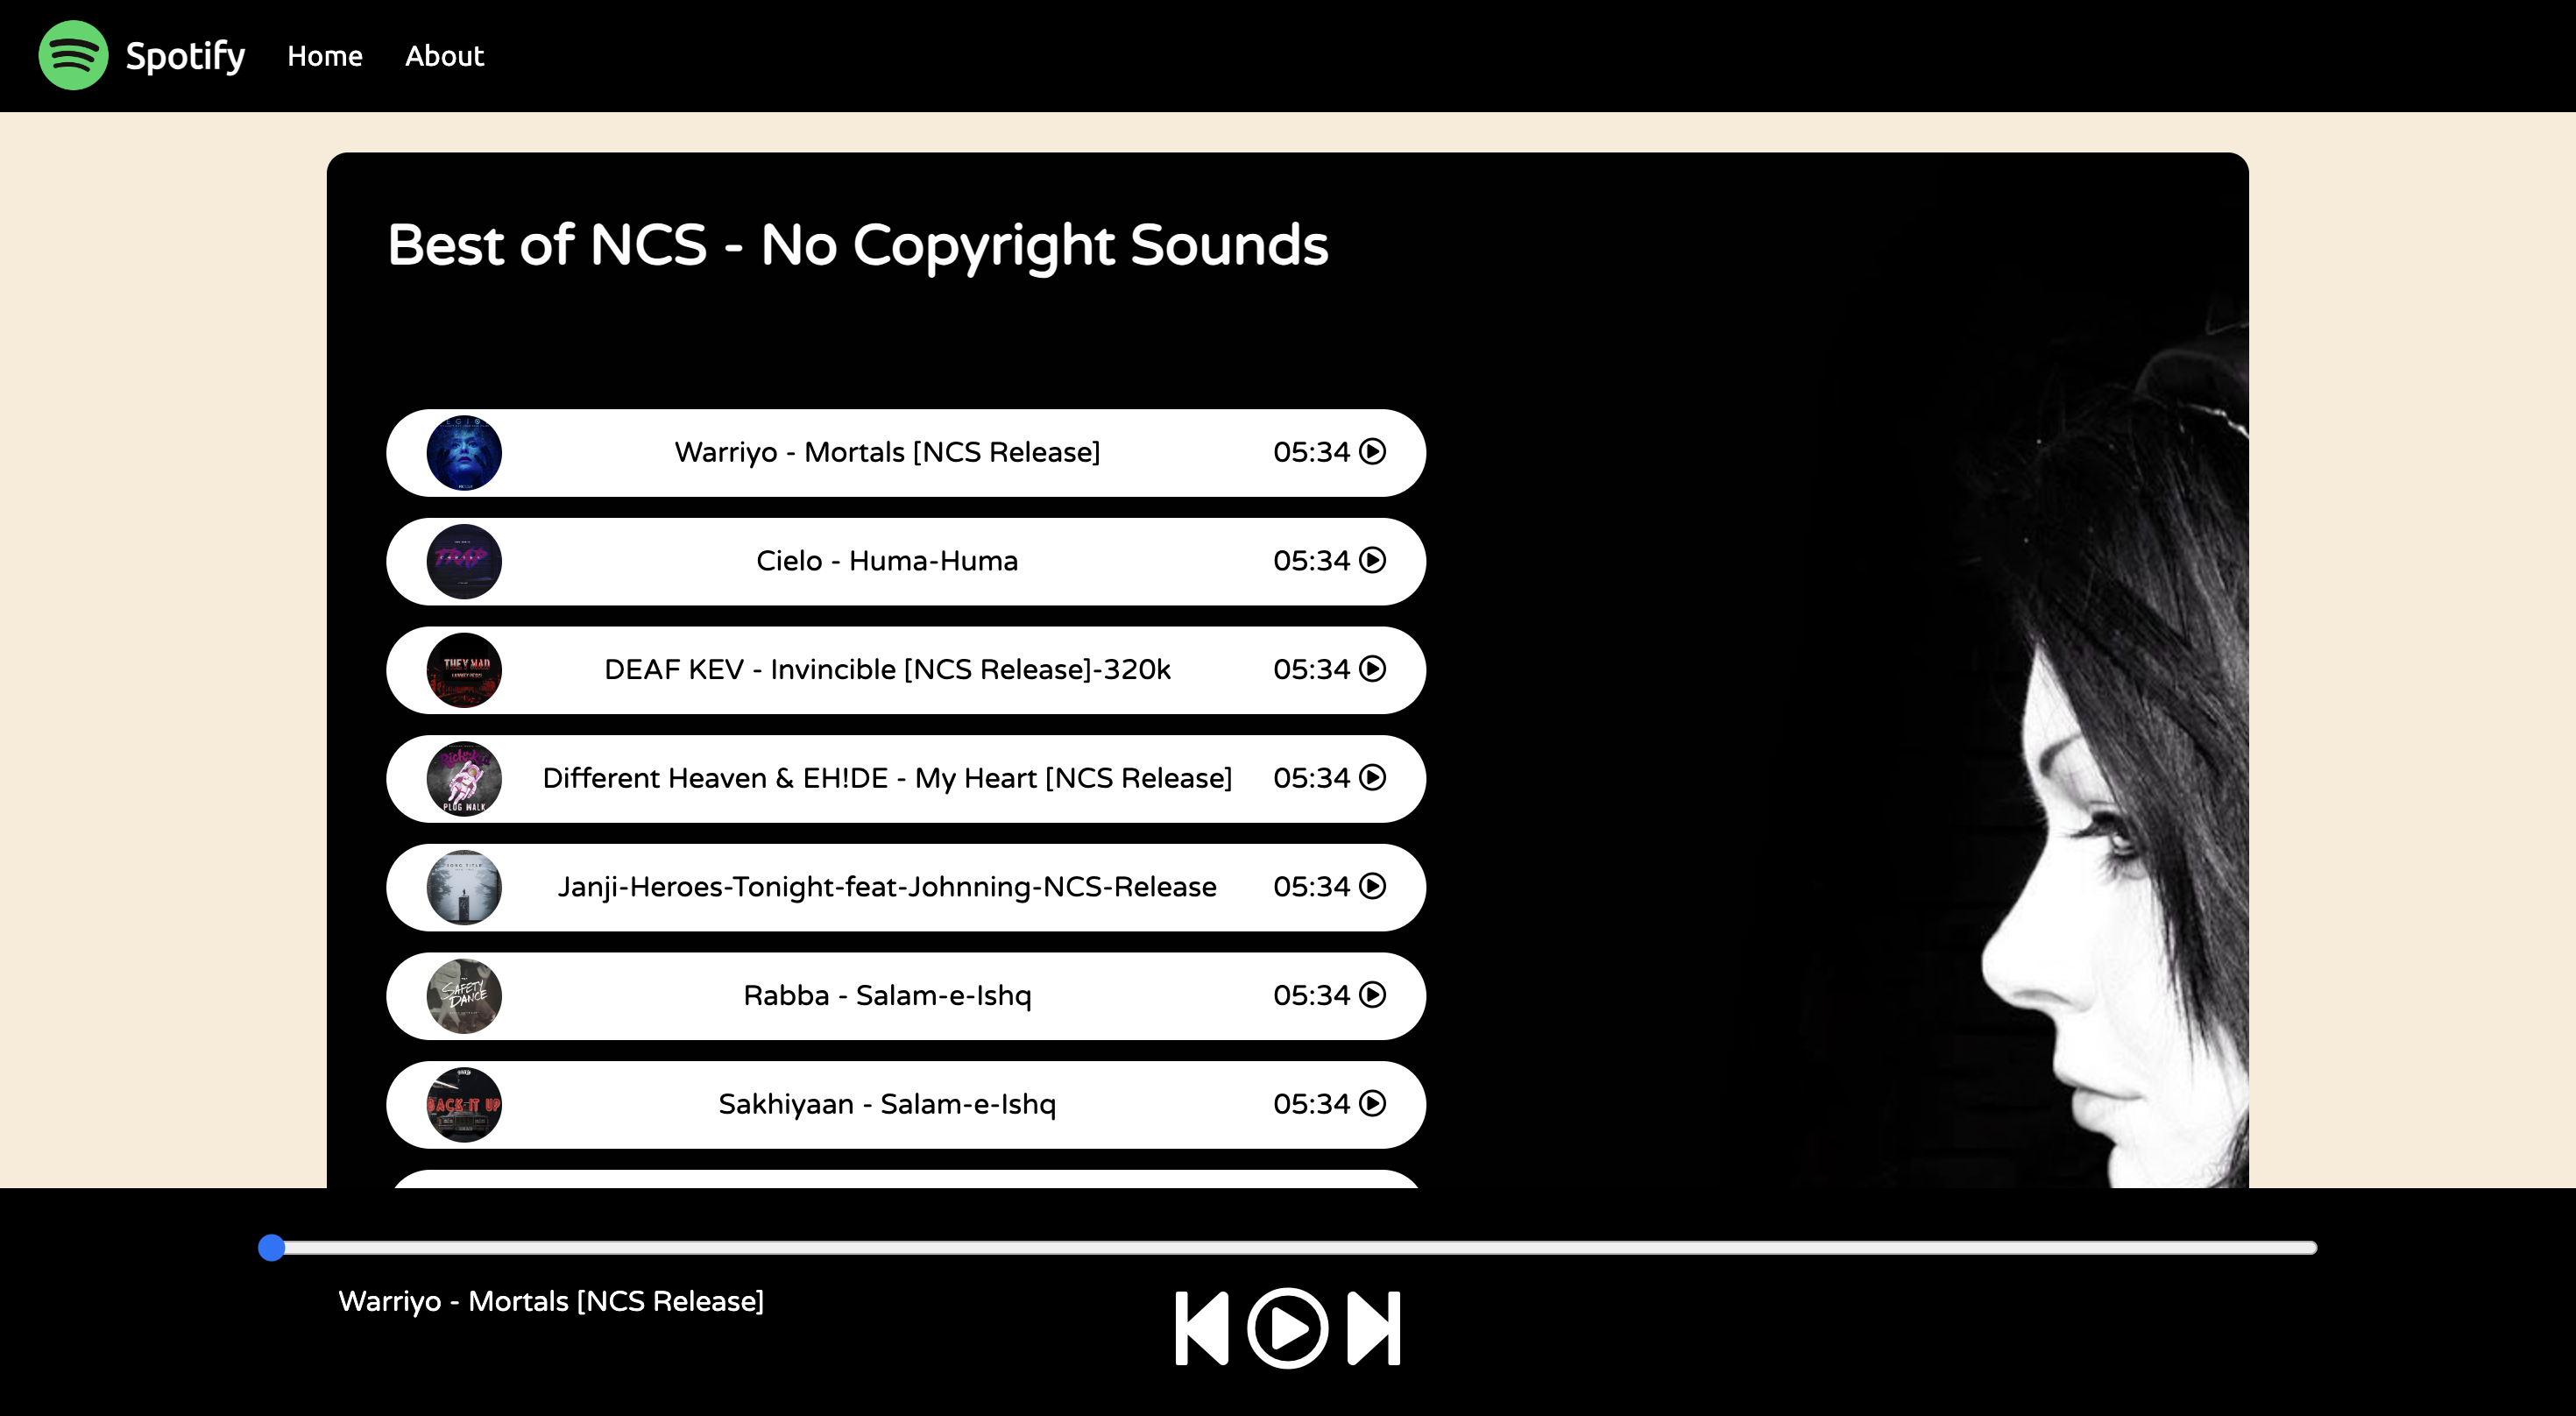 Spotify Home About
Best of NCS - No Copyright Sounds
Warriyo - Mortals [NCS Release] 05:34
TRAP
Cielo - Huma-Huma 05:34
THEY MAD
DEAF KEV - Invincible [NCS Release]-320k 05:34
Different Heaven & EH!DE - My Heart [NCS Release] 05:34
PLUG WALK
SONG TITLE
Janji-Heroes-Tonight-feat-Johnning-NCS-Release 05:34
SAFETY
DANCE
Rabba - Salam-e-Ishq 05:34
BACK IT UP
Sakhiyaan - Salam-e-Ishq 05:34
Warriyo - Mortals [NCS Release]